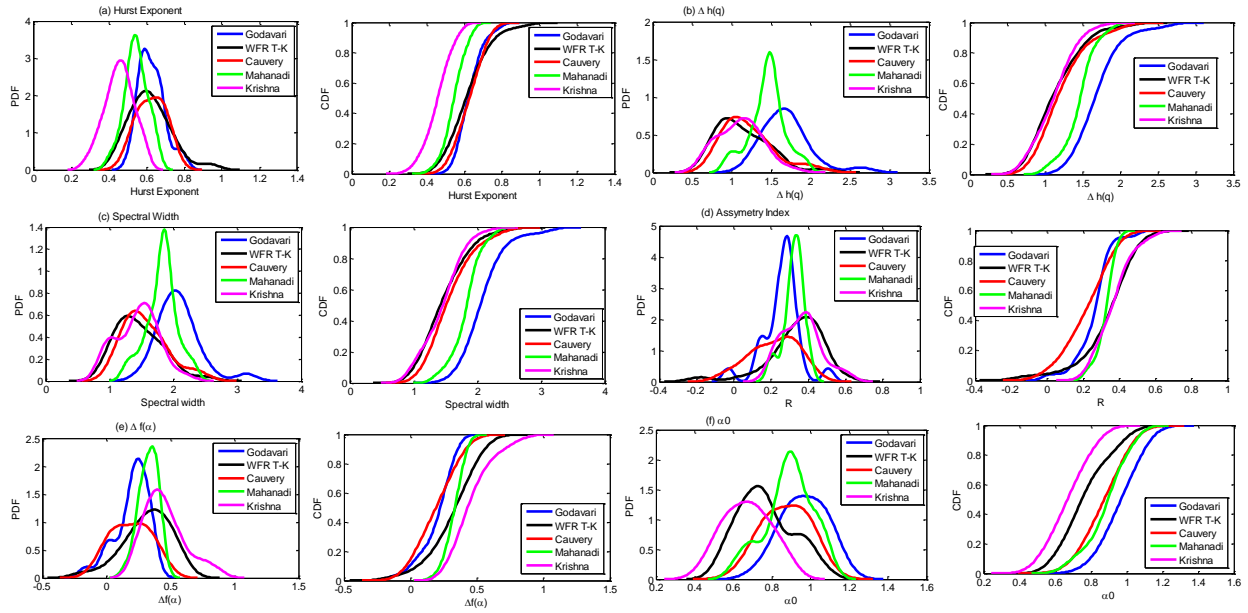 (a) Hurst Exponent
PDF
4
3
2
1
0
0 0.2 0.4 0.6 0.8 1 1.2 1.4
Hurst Exponent
Godavari
WFR T-K
Cauvery
Mahanadi
Krishna
CDF
1
0.8
0.6
0.4
0.2
0
0 0.2 0.4 0.6 0.8 1 1.2 1.4
Hurst Exponent
Godavari
WFR T-K
Cauvery
Mahanadi
Krishna
(b) Δ h(q)
PDF
2
1.5
1
0.5
0
0 0.5 1 1.5 2 2.5 3 3.5
Δ h(q)
Godavari
WFR T-K
Cauvery
Mahanadi
Krishna
CDF
1
0.8
0.6
0.4
0.2
0
0 0.5 1 1.5 2 2.5 3 3.5
Δ h(q)
Godavari
WFR T-K
Cauvery
Mahanadi
Krishna
(c) Spectral Width
PDF
1.4
1.2
1
0.8
0.6
0.4
0.2
0
0 1 2 3 4
Spectral width
Godavari
WFR T-K
Cauvery
Mahanadi
Krishna
CDF
1
0.8
0.6
0.4
0.2
0
0 1 2 3 4
Spectral width
Godavari
WFR T-K
Cauvery
Mahanadi
Krishna
(d) Assymetry Index
PDF
5
4
3
2
1
0
-0.4 -0.2 0 0.2 0.4 0.6 0.8 1
R
Godavari
WFR T-K
Cauvery
Mahanadi
Krishna
CDF
1
0.8
0.6
0.4
0.2
0
-0.4 -0.2 0 0.2 0.4 0.6 0.8 1
R
Godavari
WFR T-K
Cauvery
Mahanadi
Krishna
(e) Δ f(α)
PDF
2.5
2
1.5
1
0.5
0
-0.5 0 0.5 1 1.5
Δf(α)
Godavari
WFR T-K
Cauvery
Mahanadi
Krishna
CDF
1
0.8
0.6
0.4
0.2
0
-0.5 0 0.5 1 1.5
Δf(α)
Godavari
WFR T-K
Cauvery
Mahanadi
Krishna
(f) α0
PDF
2.5
2
1.5
1
0.5
0
0.2 0.4 0.6 0.8 1 1.2 1.4 1.6
α0
Godavari
WFR T-K
Cauvery
Mahanadi
Krishna
CDF
1
0.8
0.6
0.4
0.2
0
0.2 0.4 0.6 0.8 1 1.2 1.4 1.6
α0
Godavari
WFR T-K
Cauvery
Mahanadi
Krishna